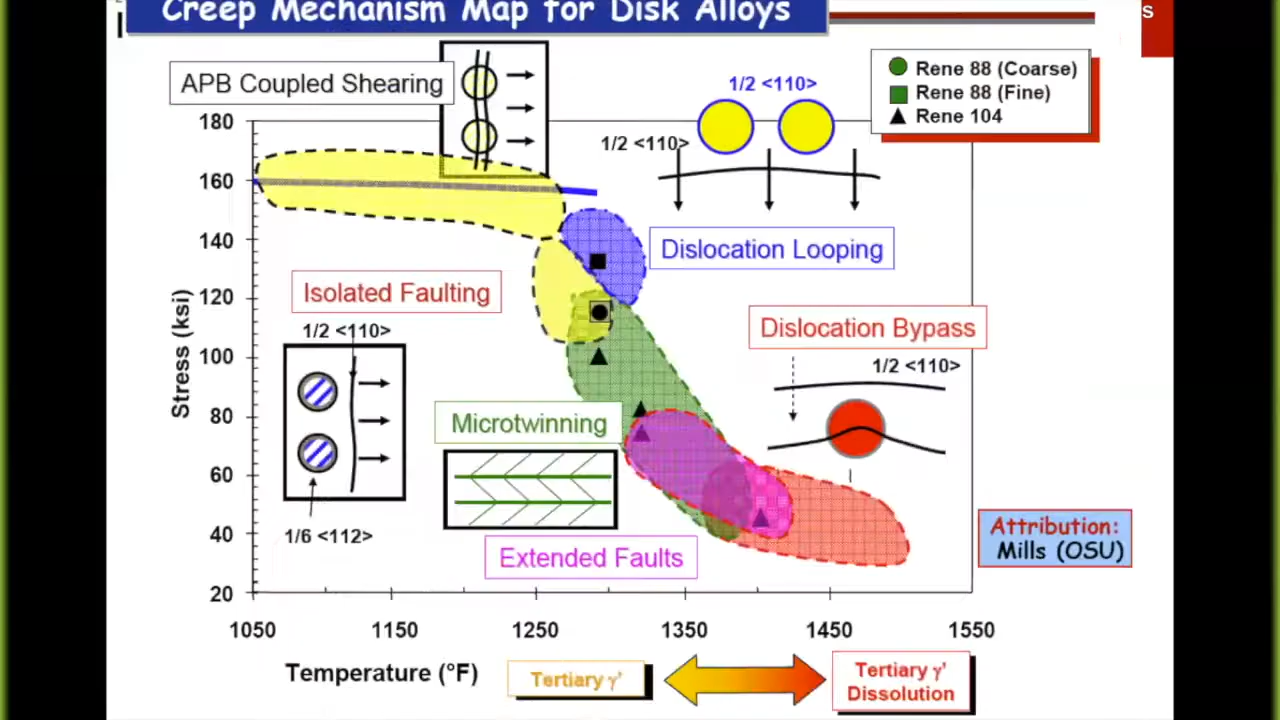 Creep Mechanism Map for Disk Alloys
s
APB Coupled Shearing
1/2 <110>
1/2 <110>
Rene 88 (Coarse)
Rene 88 (Fine)
Rene 104
180
160
140
120
100
80
60
40
20
Stress (ksi)
Dislocation Looping
Isolated Faulting
1/2 <110>
1/6 <112>
Dislocation Bypass
1/2 <110>
Microtwinning
Extended Faults
Attribution:
Mills (OSU)
1050 1150 1250 1350 1450 1550
Temperature (°F)
Tertiary γ'
Tertiary γ'
Dissolution